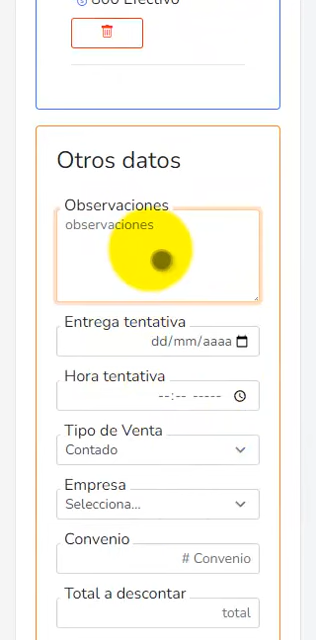 800 Efectivo
Otros datos
Observaciones
observaciones
Entrega tentativa
dd/mm/aaaa
Hora tentativa
--:-- -----
Tipo de Venta
Contado
Empresa
Selecciona...
Convenio
# Convenio
Total a descontar
total